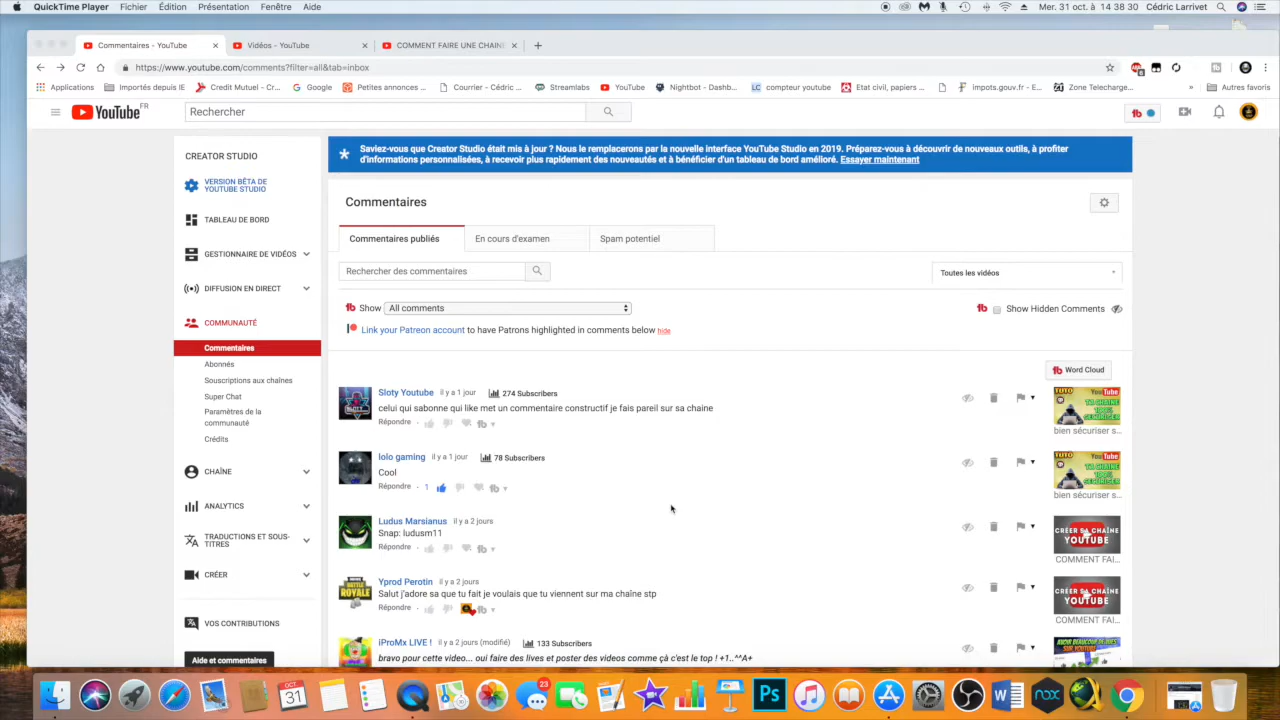 QuickTime Player Fichier Édition Présentation Fenêtre Aide Mer. 31 oct. à 14 38 30 Cédric Larrivet
Commentaires - YouTube Vidéos - YouTube COMMENT FAIRE UNE CHAIN
https://www.youtube.com/comments?filter=all&tab=inbox
Applications Importés depuis IE Credit Mutuel - Cr... Google Petites annonces ... Courrier - Cédric ... Streamlabs YouTube Nightbot - Dashb... LC compteur youtube Etat civil, papiers ... impots.gouv.fr - E... Zone Telecharge... » Autres favoris
YouTube FR Rechercher
CREATOR STUDIO
VERSION BÊTA DE
YOUTUBE STUDIO
TABLEAU DE BORD
GESTIONNAIRE DE VIDÉOS
DIFFUSION EN DIRECT
COMMUNAUTÉ
Commentaires
Abonnés
Souscriptions aux chaînes
Super Chat
Paramètres de la
communauté
Crédits
CHAÎNE
ANALYTICS
TRADUCTIONS ET SOUS-
TITRES
CRÉER
VOS CONTRIBUTIONS
Aide et commentaires
Saviez-vous que Creator Studio était mis à jour ? Nous le remplacerons par la nouvelle interface YouTube Studio en 2019. Préparez-vous à découvrir de nouveaux outils, à profiter
d'informations personnalisées, à recevoir plus rapidement des nouveautés et à bénéficier d'un tableau de bord amélioré. Essayer maintenant
Commentaires
Commentaires publiés En cours d'examen Spam potentiel
Rechercher des commentaires Toutes les vidéos
Show All comments Show Hidden Comments
Link your Patreon account to have Patrons highlighted in comments below hide
Word Cloud
Sloty Youtube il y a 1 jour 274 Subscribers
celui qui sabonne qui like met un commentaire constructif je fais pareil sur sa chaine
Répondre
bien sécuriser s...
lolo gaming il y a 1 jour 78 Subscribers
Cool
Répondre 1
bien sécuriser s...
Ludus Marsianus il y a 2 jours
Snap: ludusm11
Répondre
CRÉER SA CHAÎNE
YOUTUBE
COMMENT FAI...
Yprod Perotin il y a 2 jours
Salut j'adore sa que tu fait je voulais que tu viennent sur ma chaîne stp
Répondre
CRÉER SA CHAÎNE
YOUTUBE
COMMENT FAI...
iProMx LIVE ! il y a 2 jours (modifié) 133 Subscribers
bravo pour cette video... oui faire des lives et poster des videos comme çà c'est le top ! +1..^^A+
OCT
31
23
Ps
nox